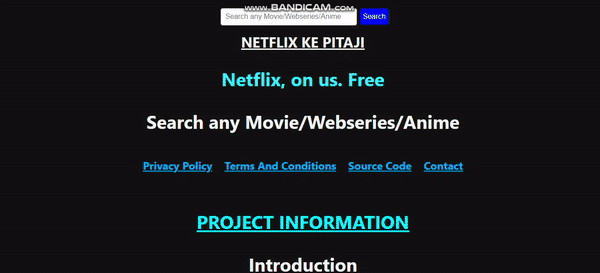 www.BANDICAM.com
Search any Movie/Webseries/Anime Search
NETFLIX KE PITAJI
Netflix, on us. Free
Search any Movie/Webseries/Anime
Privacy Policy Terms And Conditions Source Code Contact
PROJECT INFORMATION
Introduction